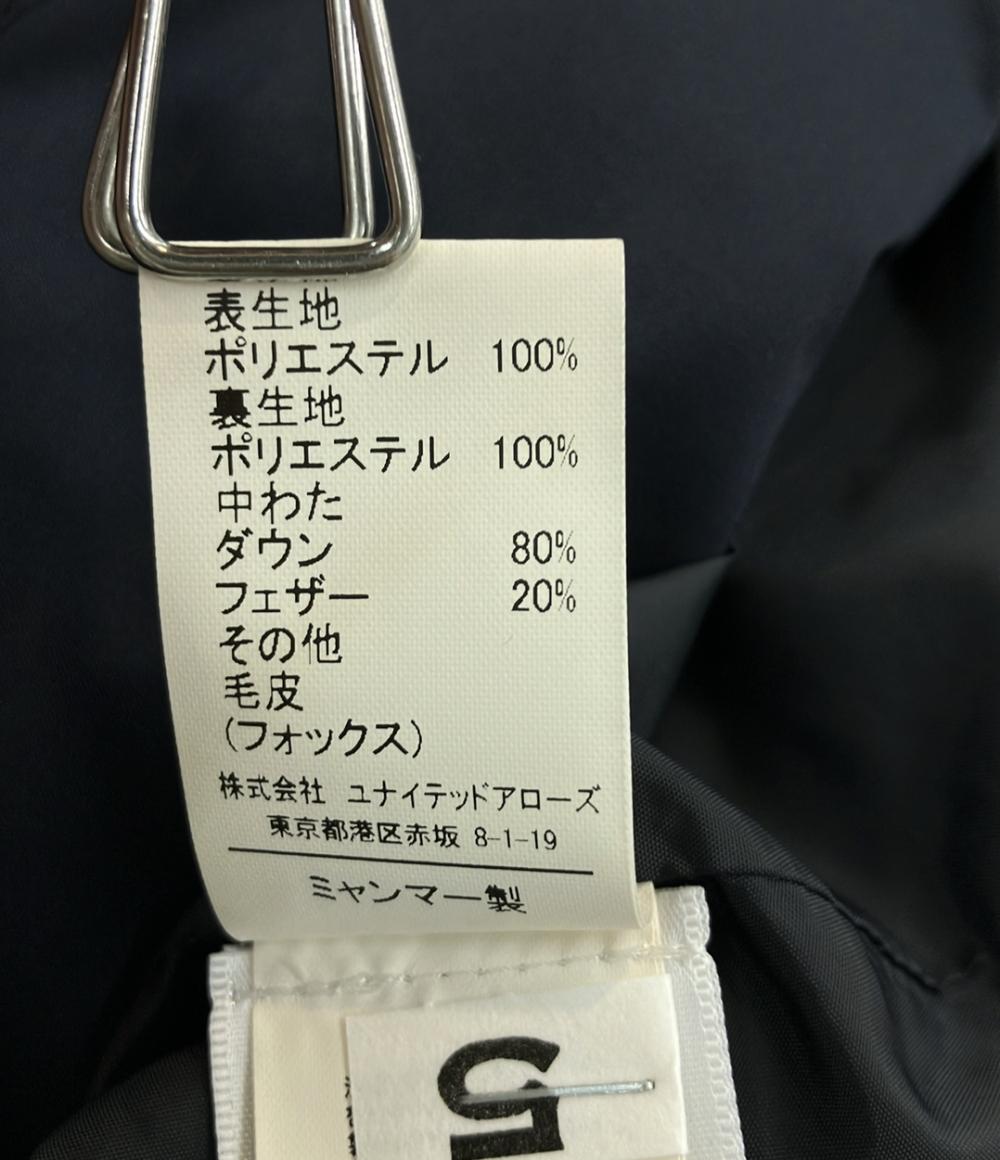 表生地
ポリエステル 100%
裏生地
ポリエステル 100%
中わた
ダウン 80%
フェザー 20%
その他
毛皮
(フォックス)
株式会社 ユナイテッドアローズ
東京都港区赤坂 8-1-19
ミャンマー製
5